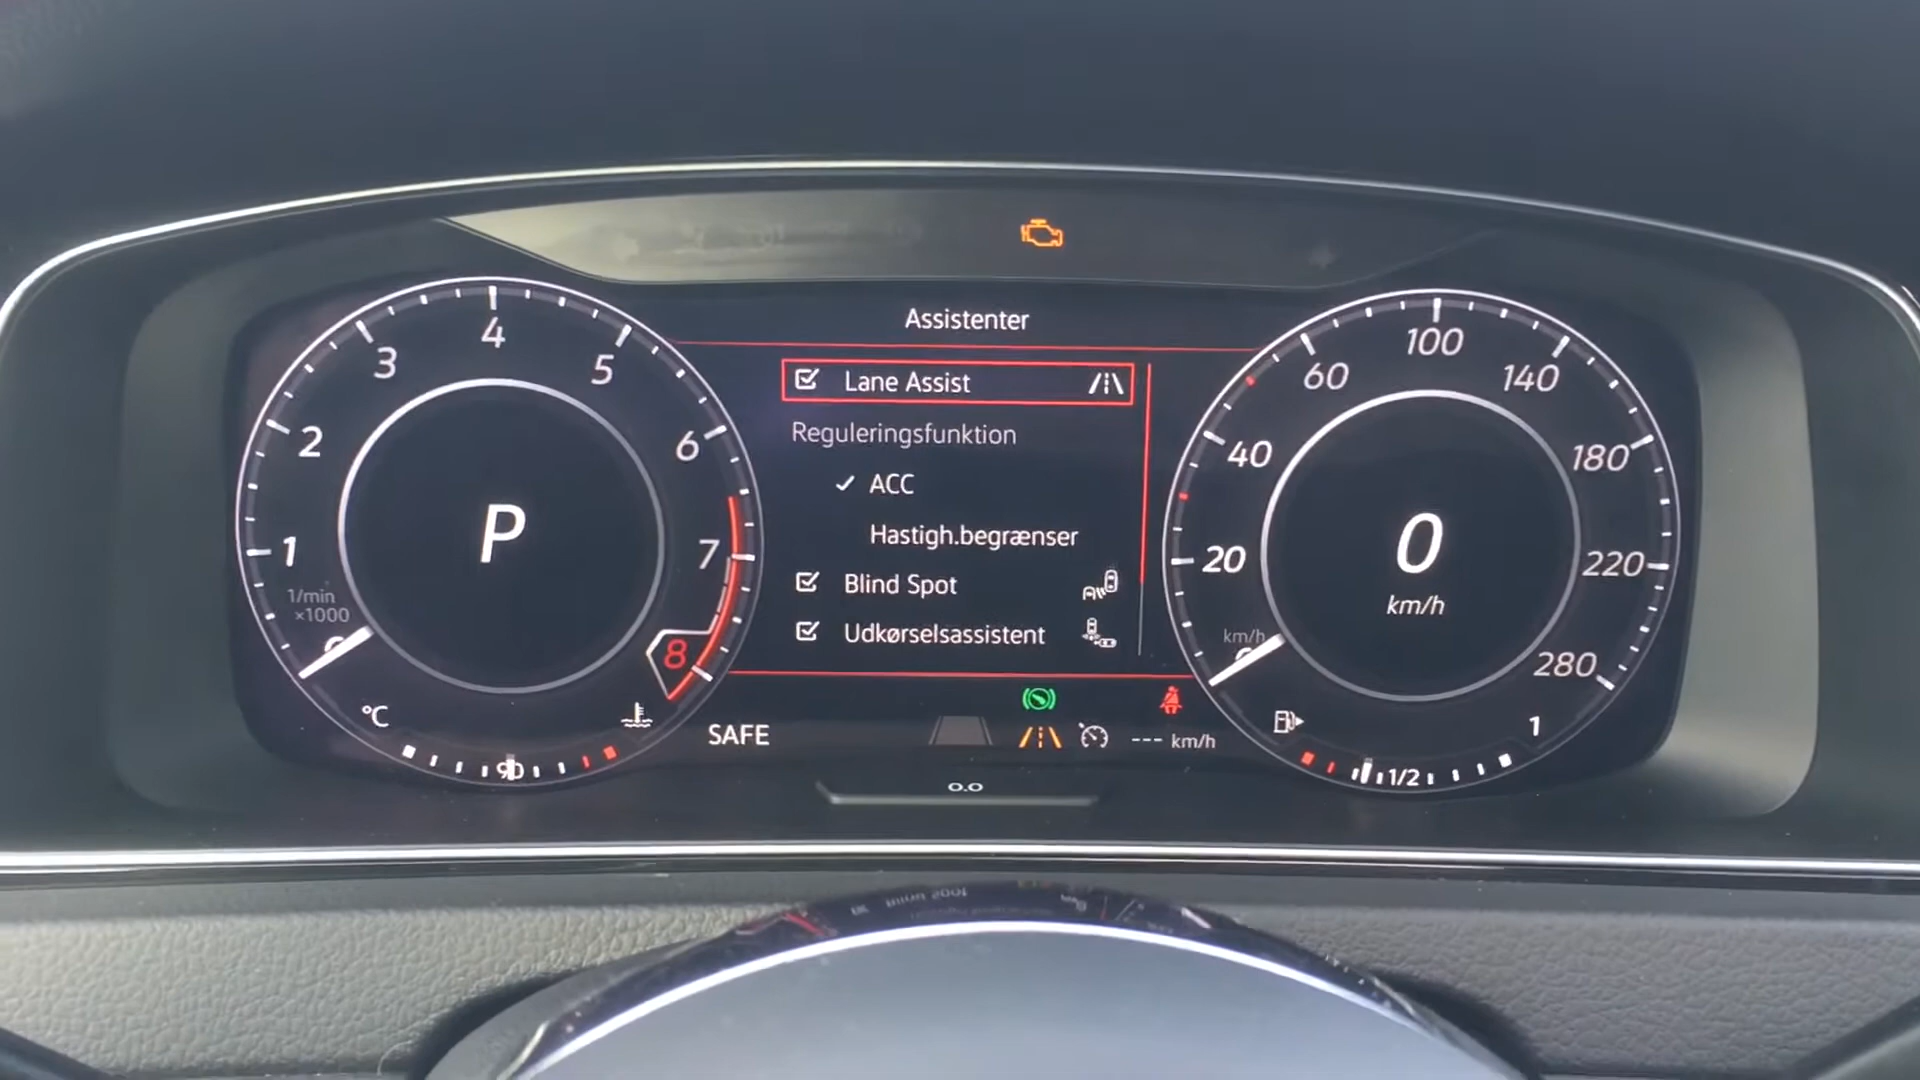 Assistenter
Lane Assist
Reguleringsfunktion
ACC
Hastigh.begrænser
Blind Spot
Udkørselsassistent
1
2
3
4
5
6
7
8
1/min
×1000
P
°C
90
20
40
60
100
140
180
220
280
km/h
0
km/h
1/2
1
SAFE
--- km/h
0.0